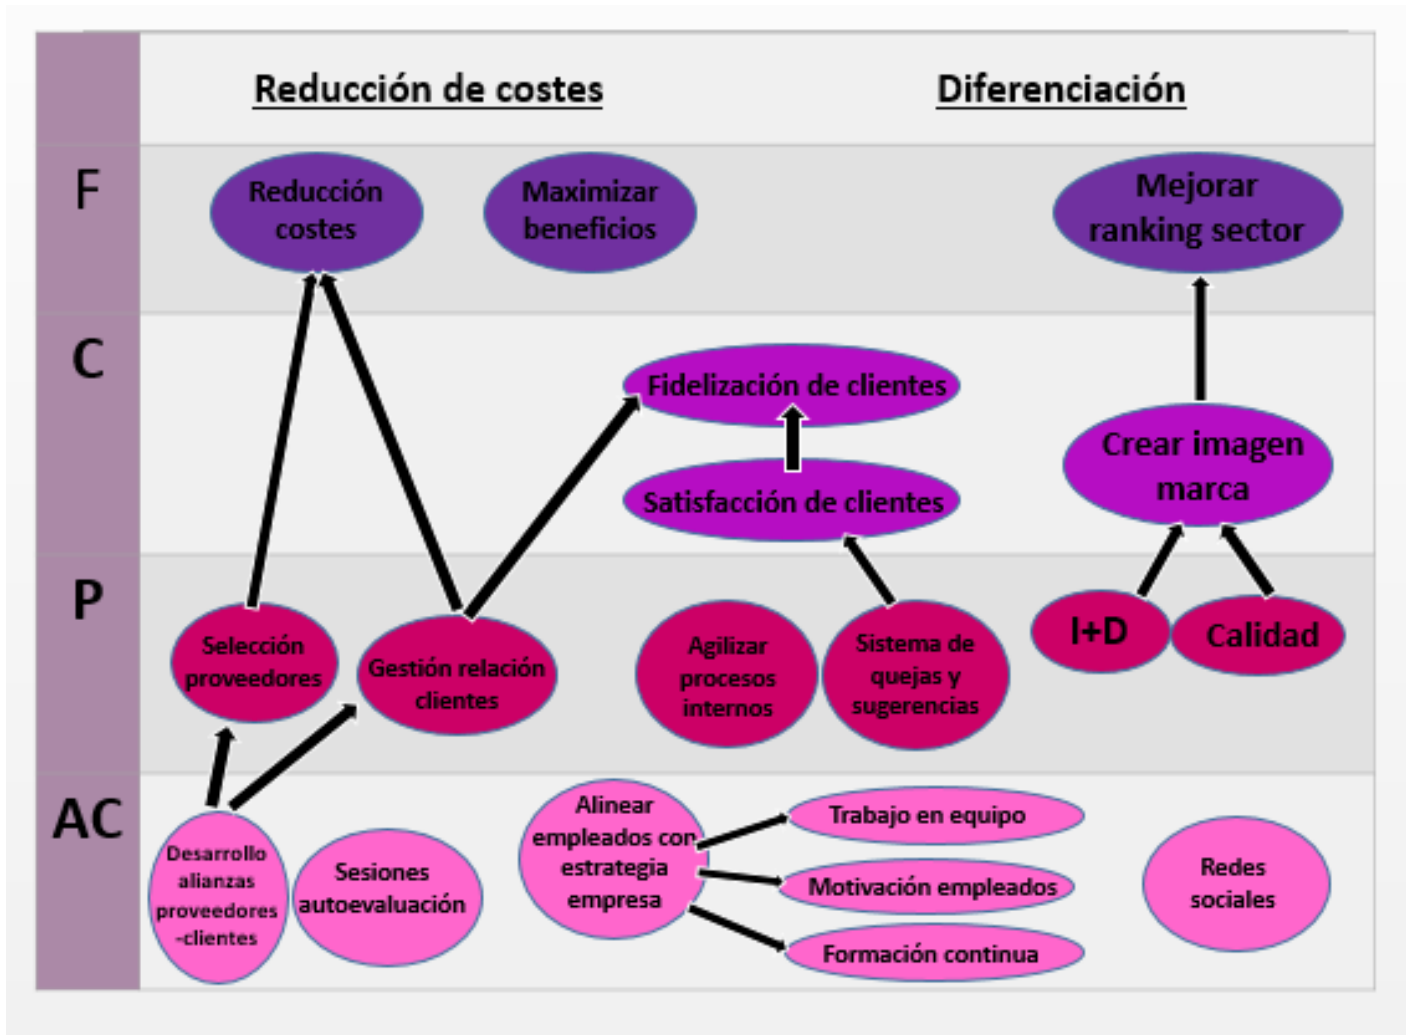 Reducción de costes
Diferenciación
F
Reducción
costes
Maximizar
beneficios
Mejorar
ranking sector
C
Fidelización de clientes
Satisfacción de clientes
Crear imagen
marca
P
Selección
proveedores
Gestión relación
clientes
Agilizar
procesos
internos
Sistema de
quejas y
sugerencias
I+D
Calidad
AC
Desarrollo
alianzas
proveedores
-clientes
Sesiones
autoevaluación
Alinear
empleados con
estrategia
empresa
Trabajo en equipo
Motivación empleados
Formación continua
Redes
sociales